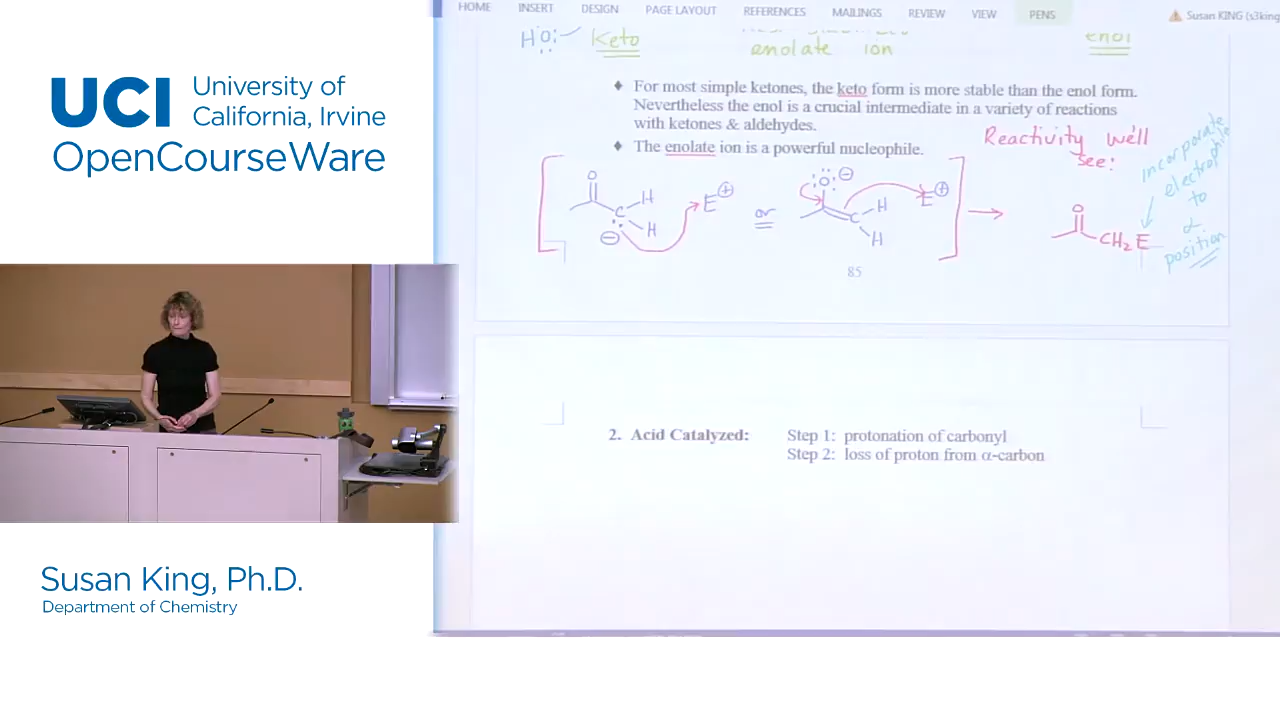 UCI University of
California, Irvine
OpenCourseWare
Susan King, Ph.D.
Department of Chemistry
HOME INSERT DESIGN PAGE LAYOUT REFERENCES MAILINGS REVIEW VIEW PENS Susan KING (s3king
HO: Keto
enolate ion
enol
♦ For most simple ketones, the keto form is more stable than the enol form.
Nevertheless the enol is a crucial intermediate in a variety of reactions
with ketones & aldehydes.
♦ The enolate ion is a powerful nucleophile.
Reactivity we'll
see:
incorporate
electrophile
to
α
position
O C H H ⊖ E⊕ or O ⊖ C H H E⊕ → O CH2E
85
2. Acid Catalyzed: Step 1: protonation of carbonyl
Step 2: loss of proton from α-carbon